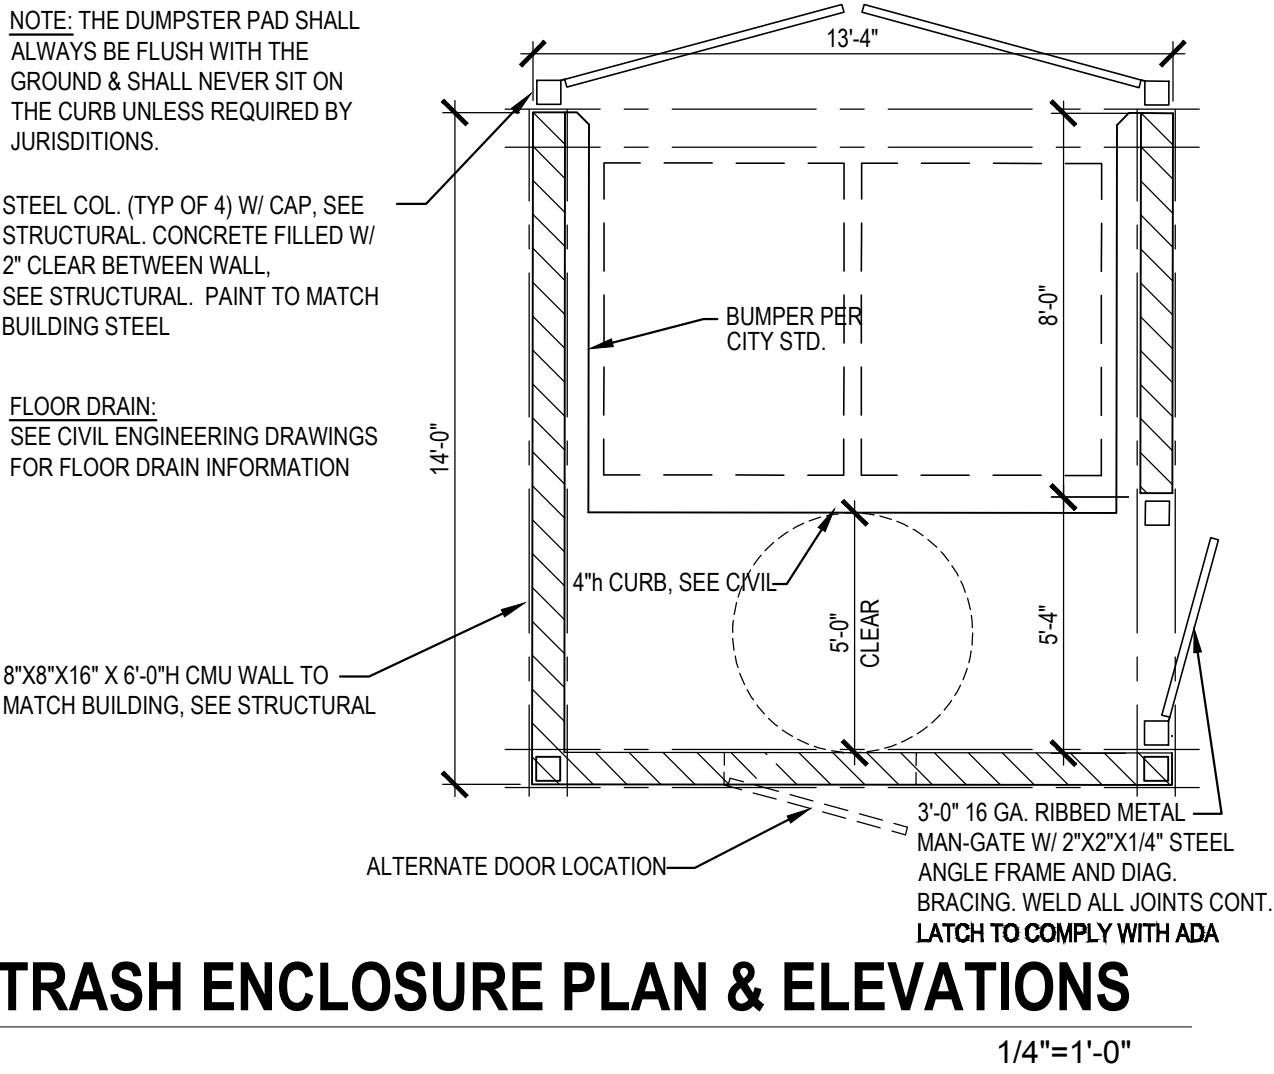 NOTE: THE DUMPSTER PAD SHALL
ALWAYS BE FLUSH WITH THE
GROUND & SHALL NEVER SIT ON
THE CURB UNLESS REQUIRED BY
JURISDITIONS.
13'-4"
STEEL COL. (TYP OF 4) W/ CAP, SEE
STRUCTURAL. CONCRETE FILLED W/
2" CLEAR BETWEEN WALL,
SEE STRUCTURAL. PAINT TO MATCH
BUILDING STEEL
BUMPER PER
CITY STD.
8'-0"
FLOOR DRAIN:
SEE CIVIL ENGINEERING DRAWINGS
FOR FLOOR DRAIN INFORMATION
14'-0"
4"h CURB, SEE CIVIL
5'-0"
CLEAR
5'-4"
8"X8"X16" X 6'-0"H CMU WALL TO
MATCH BUILDING, SEE STRUCTURAL
ALTERNATE DOOR LOCATION
3'-0" 16 GA. RIBBED METAL
MAN-GATE W/ 2"X2"X1/4" STEEL
ANGLE FRAME AND DIAG.
BRACING. WELD ALL JOINTS CONT.
LATCH TO COMPLY WITH ADA
TRASH ENCLOSURE PLAN & ELEVATIONS
1/4"=1'-0"